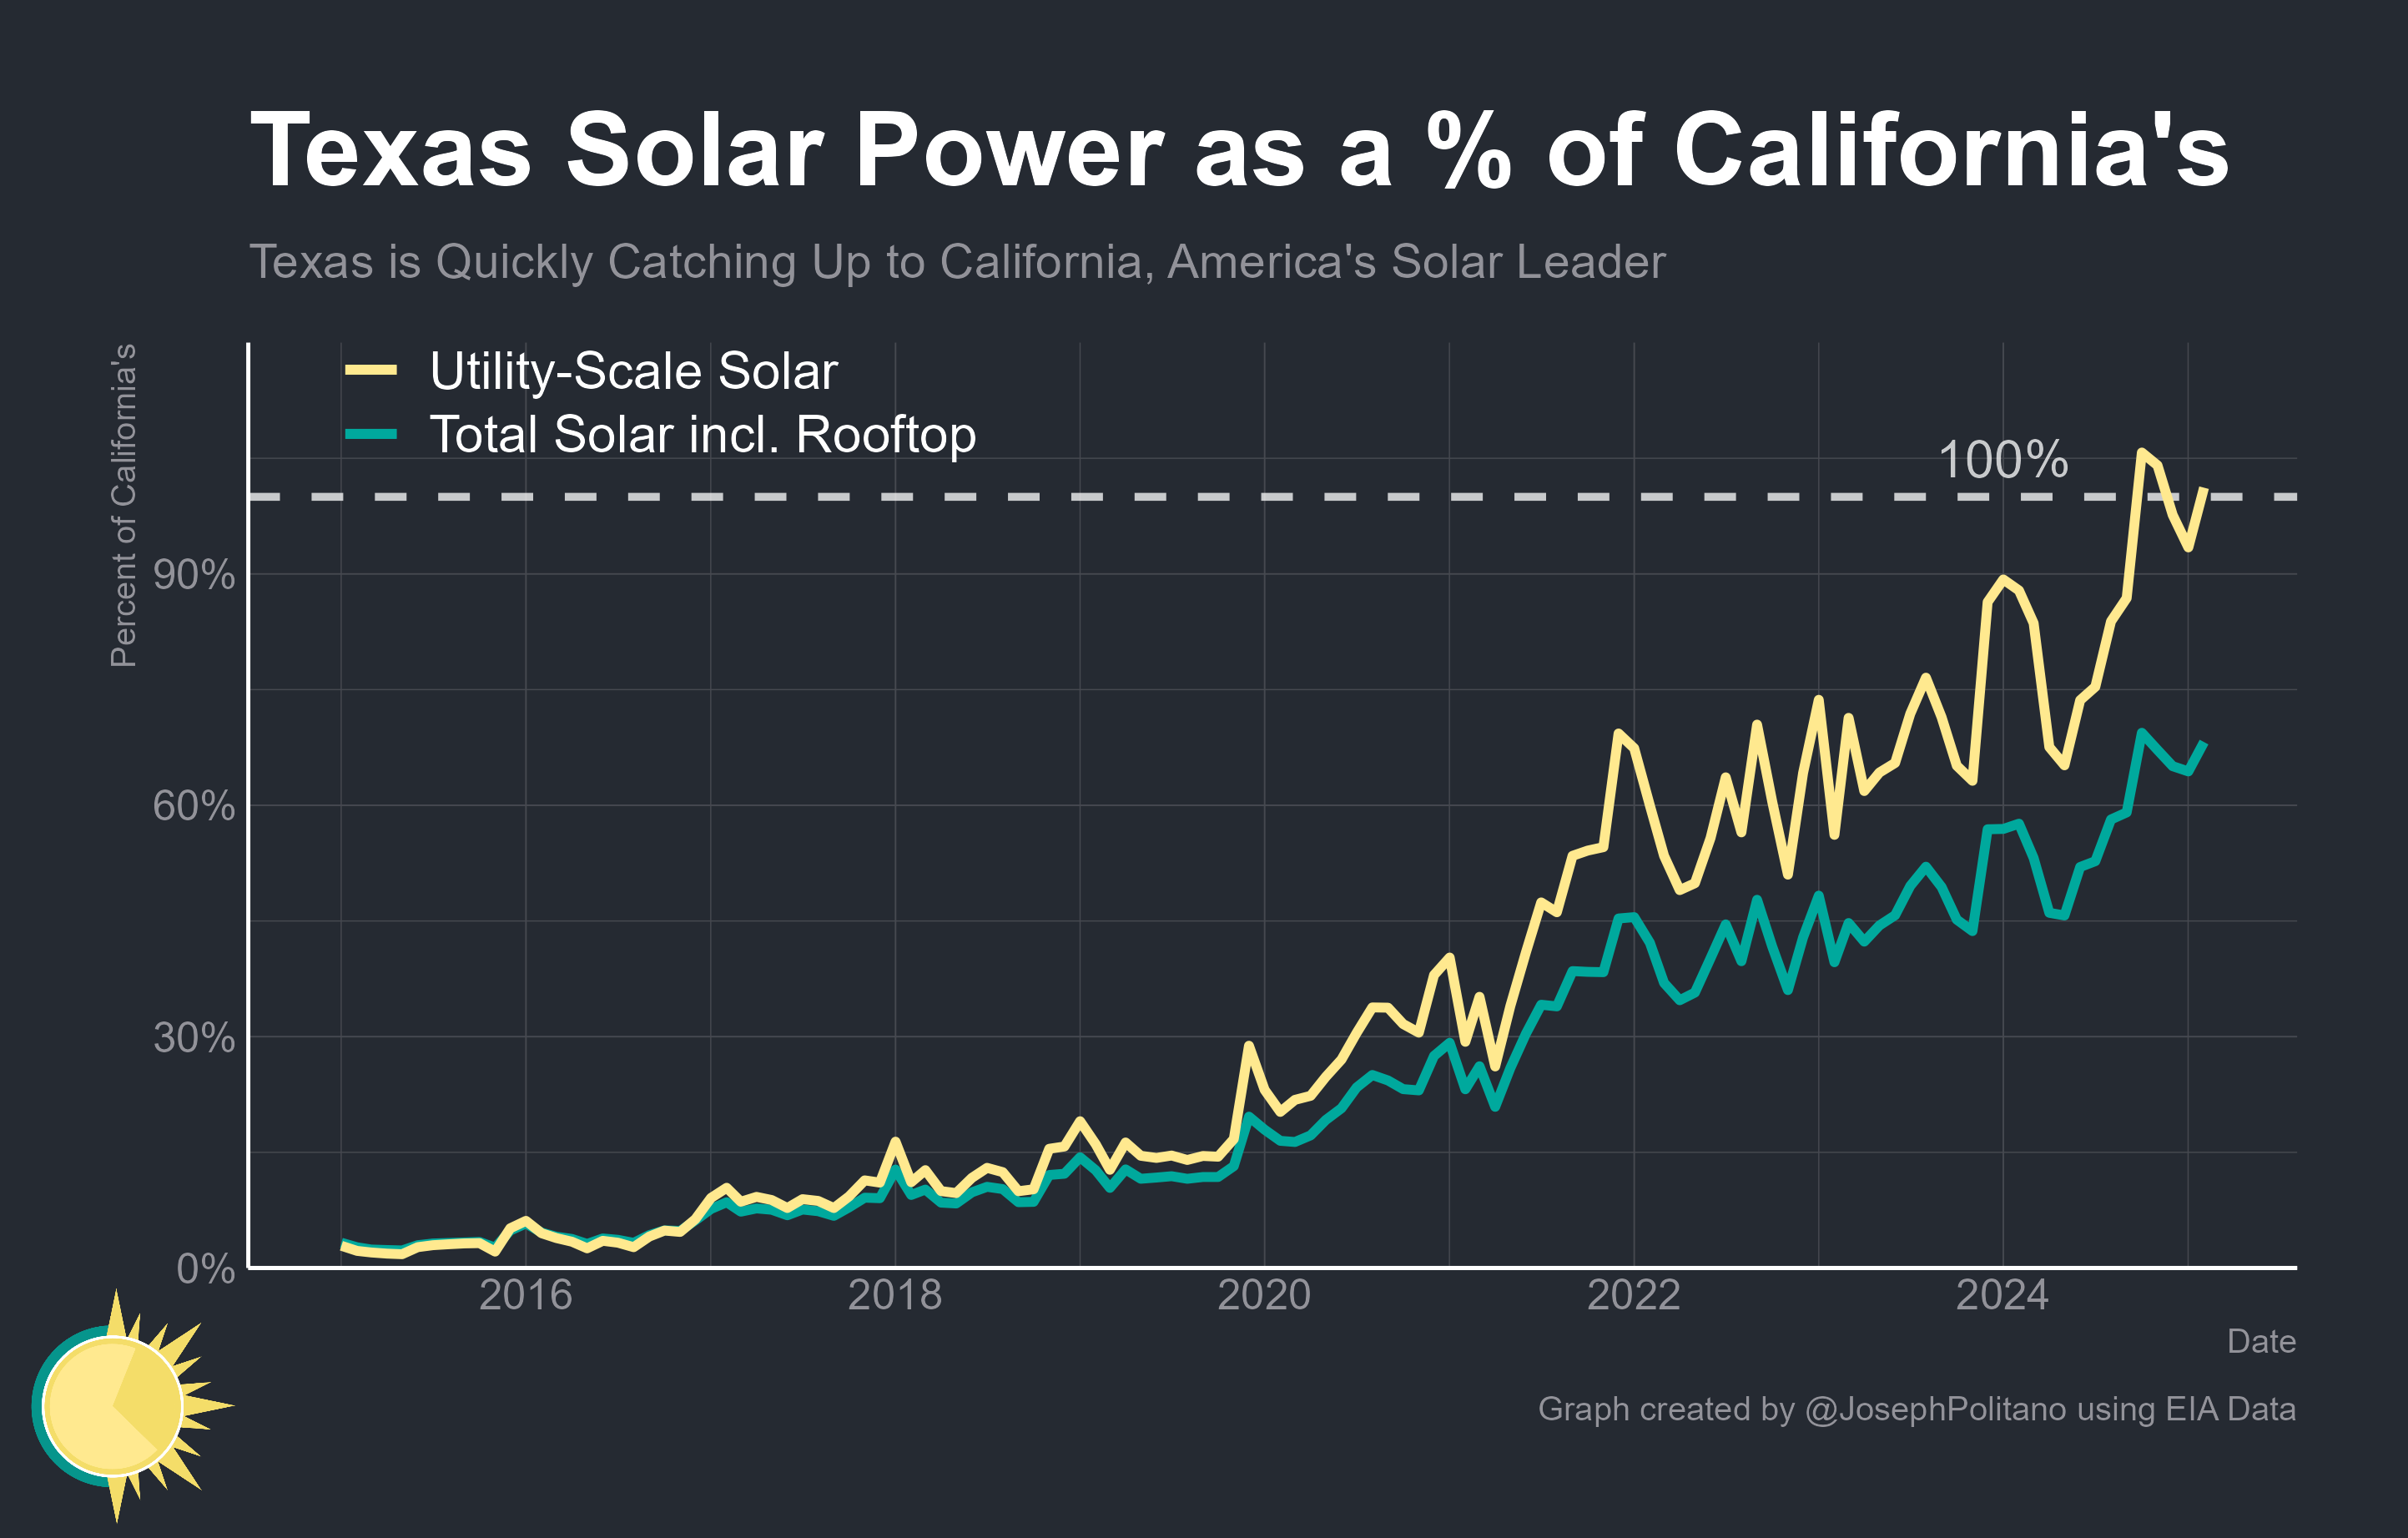 Texas Solar Power as a % of California's
Texas is Quickly Catching Up to California, America's Solar Leader
Percent of California's
Utility-Scale Solar
Total Solar incl. Rooftop
100%
90%
60%
30%
0%
2016
2018
2020
2022
2024
Date
Graph created by @JosephPolitano using EIA Data